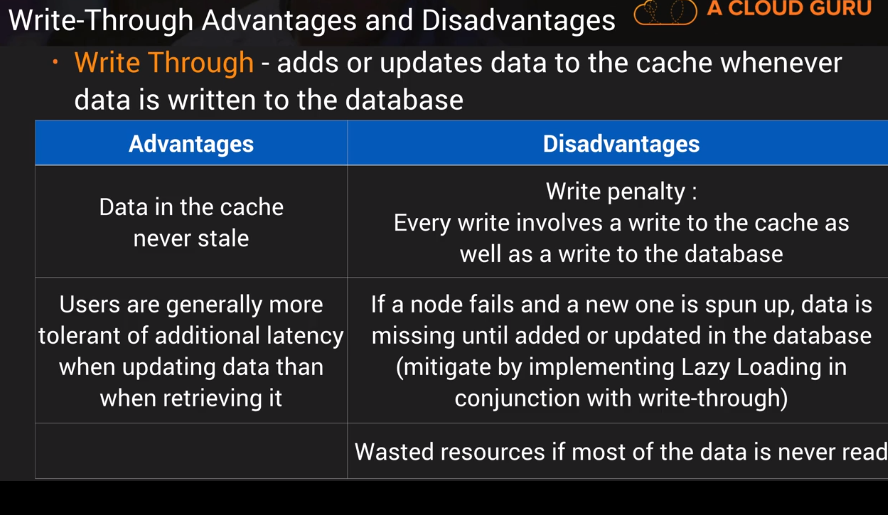 Write-Through Advantages and Disadvantages
A CLOUD GURU
• Write Through - adds or updates data to the cache whenever
data is written to the database
Advantages
Disadvantages
Data in the cache
never stale
Write penalty :
Every write involves a write to the cache as
well as a write to the database
Users are generally more
tolerant of additional latency
when updating data than
when retrieving it
If a node fails and a new one is spun up, data is
missing until added or updated in the database
(mitigate by implementing Lazy Loading in
conjunction with write-through)
Wasted resources if most of the data is never read